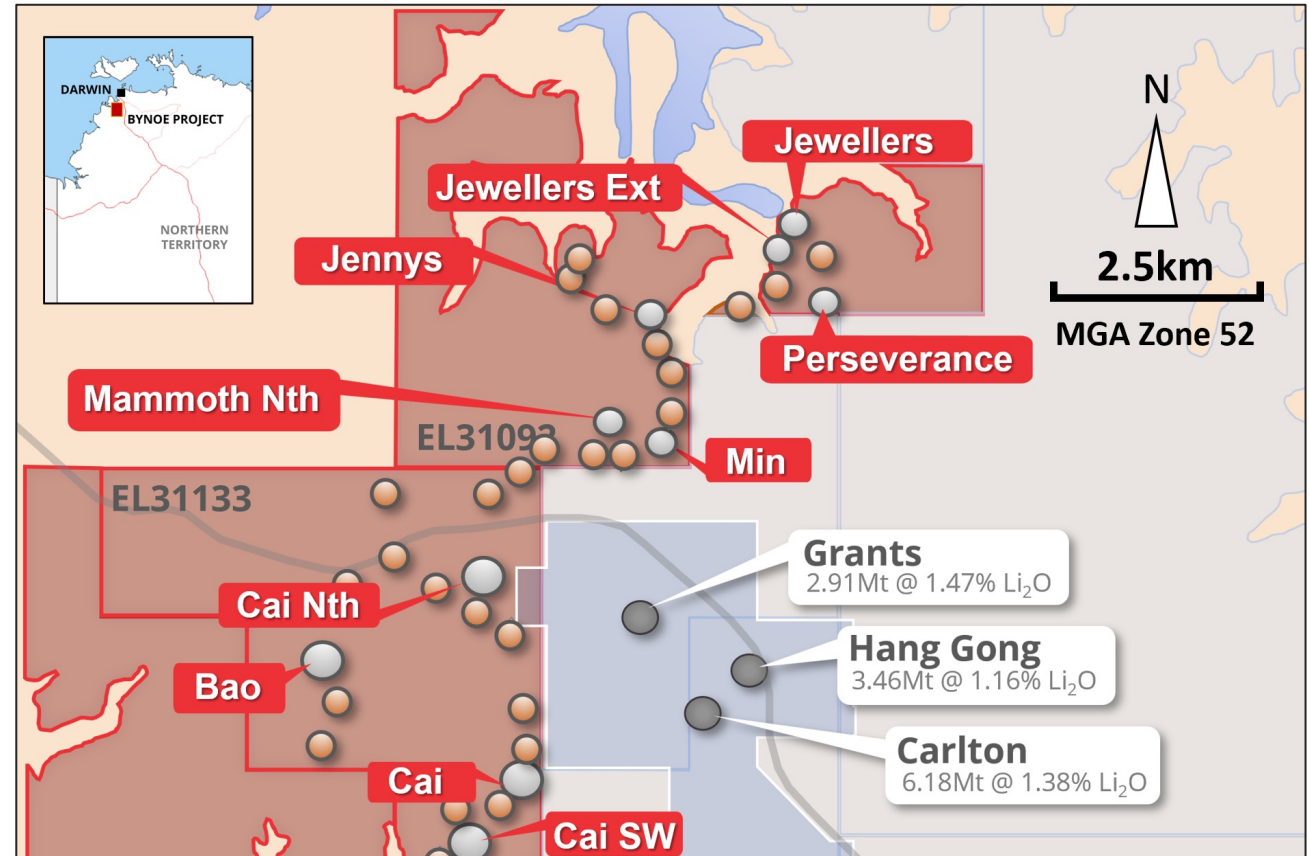 DARWIN
BYNOE PROJECT
NORTHERN
TERRITORY
N
2.5km
MGA Zone 52
Jewellers
Jewellers Ext
Jennys
Perseverance
Mammoth Nth
EL31093
Min
EL31133
Grants
2.91Mt @ 1.47% Li₂O
Cai Nth
Hang Gong
3.46Mt @ 1.16% Li₂O
Bao
Carlton
6.18Mt @ 1.38% Li₂O
Cai
Cai SW